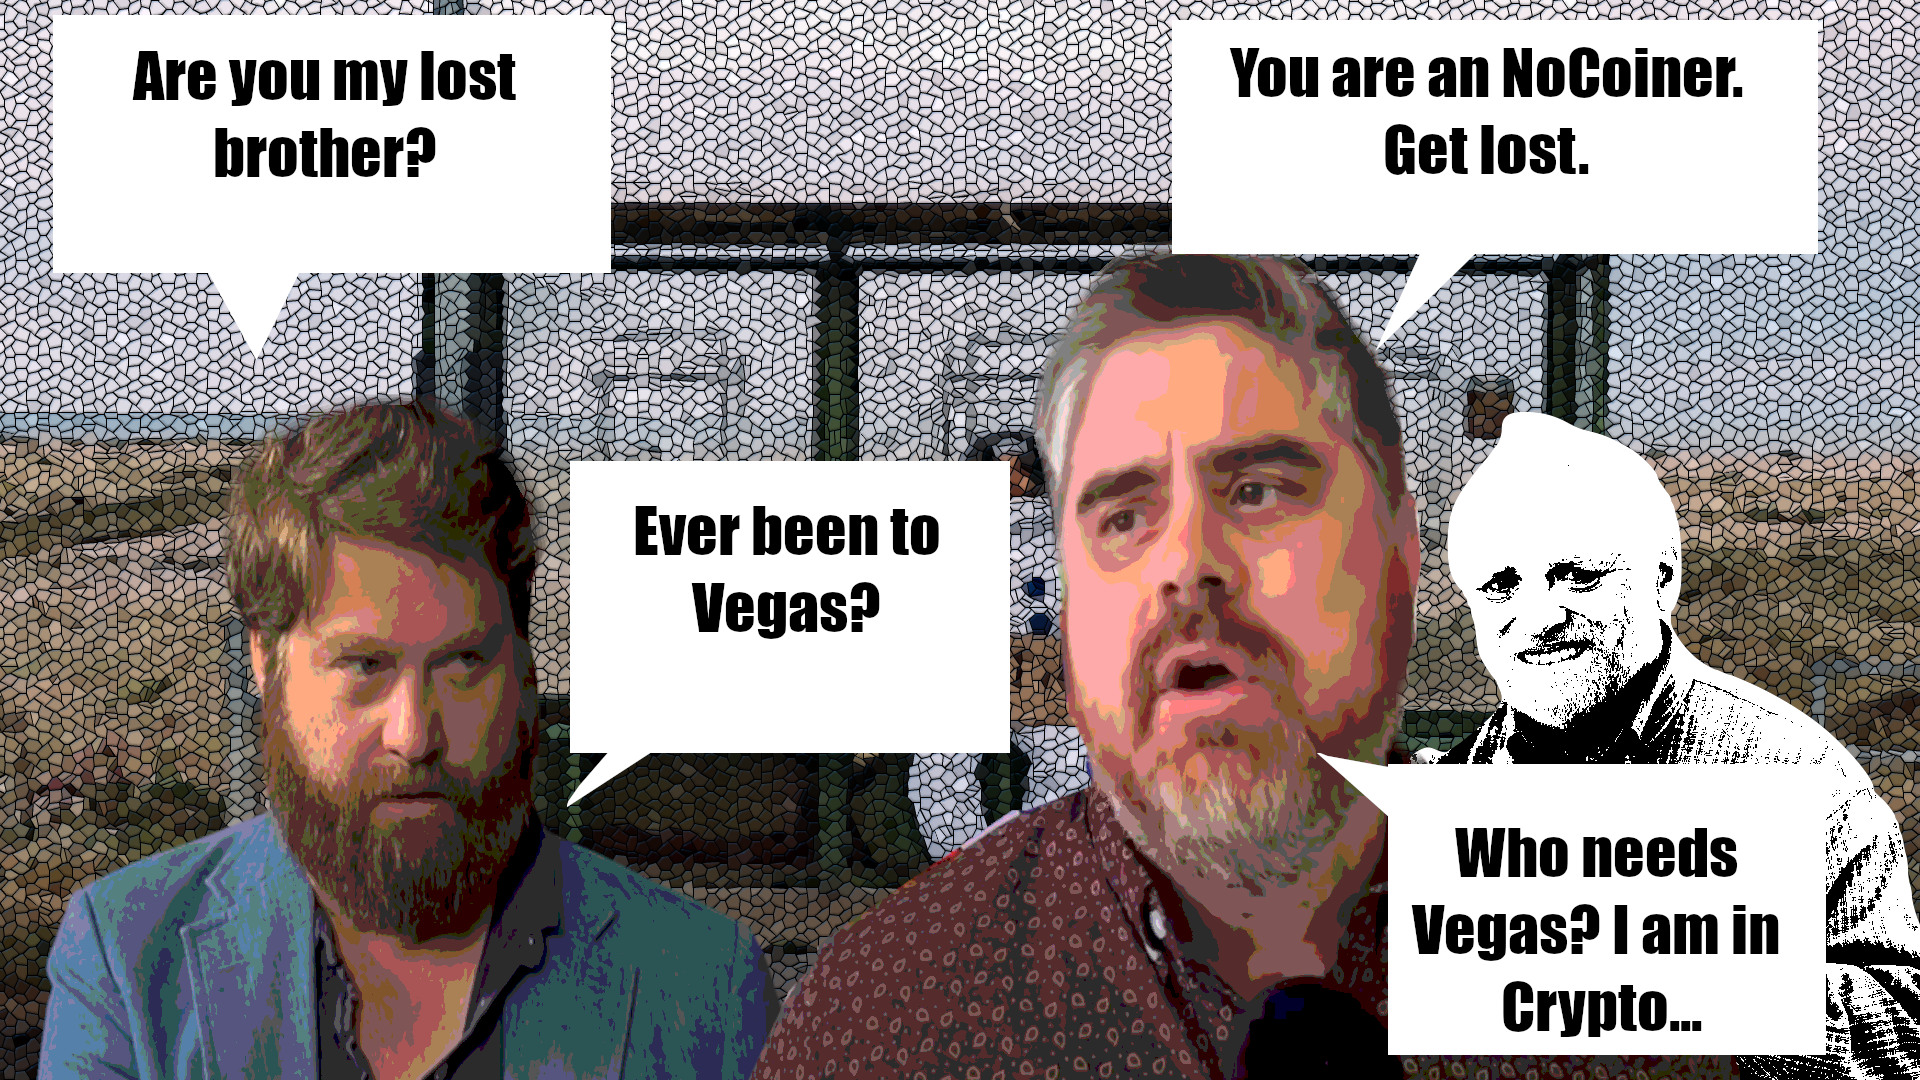 Are you my lost
brother?
You are an NoCoiner.
Get lost.
Ever been to
Vegas?
Who needs
Vegas? I am in
Crypto...